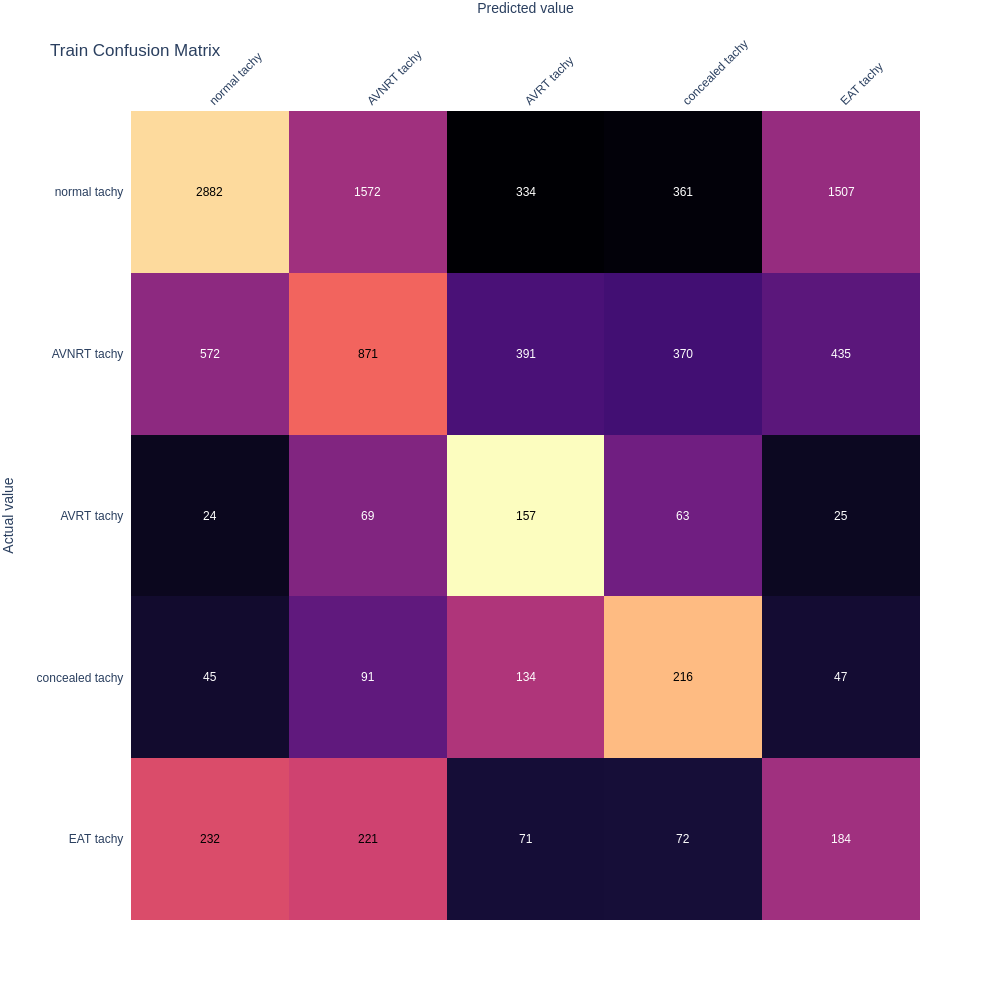 Predicted value
Train Confusion Matrix
normal tachy AVNRT tachy AVRT tachy concealed tachy EAT tachy
normal tachy 2882 1572 334 361 1507
AVNRT tachy 572 871 391 370 435
Actual value
AVRT tachy 24 69 157 63 25
concealed tachy 45 91 134 216 47
EAT tachy 232 221 71 72 184